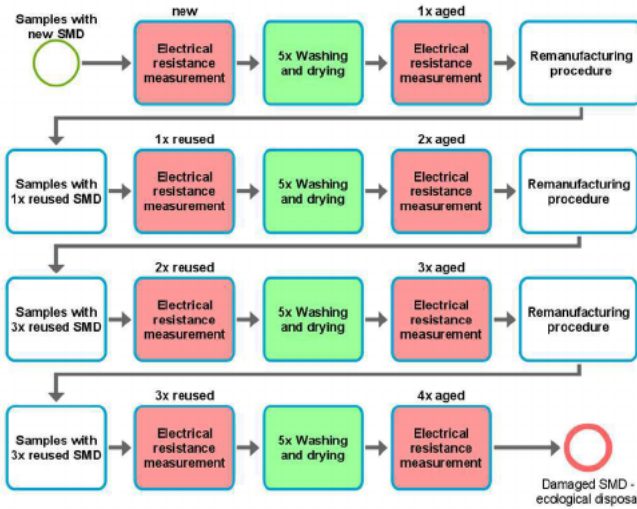 Samples with
new SMD
new
Electrical
resistance
measurement
5x Washing
and drying
1x aged
Electrical
resistance
measurement
Remanufacturing
procedure
Samples with
1x reused SMD
1x reused
Electrical
resistance
measurement
5x Washing
and drying
2x aged
Electrical
resistance
measurement
Remanufacturing
procedure
Samples with
3x reused SMD
2x reused
Electrical
resistance
measurement
5x Washing
and drying
3x aged
Electrical
resistance
measurement
Remanufacturing
procedure
Samples with
3x reused SMD
3x reused
Electrical
resistance
measurement
5x Washing
and drying
4x aged
Electrical
resistance
measurement
Damaged SMD -
ecological disposa